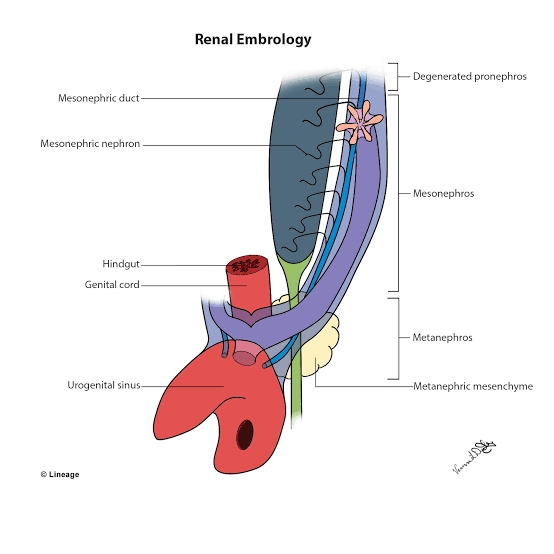 Renal Embrology
Degenerated pronephros
Mesonephric duct
Mesonephric nephron
Mesonephros
Hindgut
Genital cord
Metanephros
Urogenital sinus
Metanephric mesenchyme
© Lineage